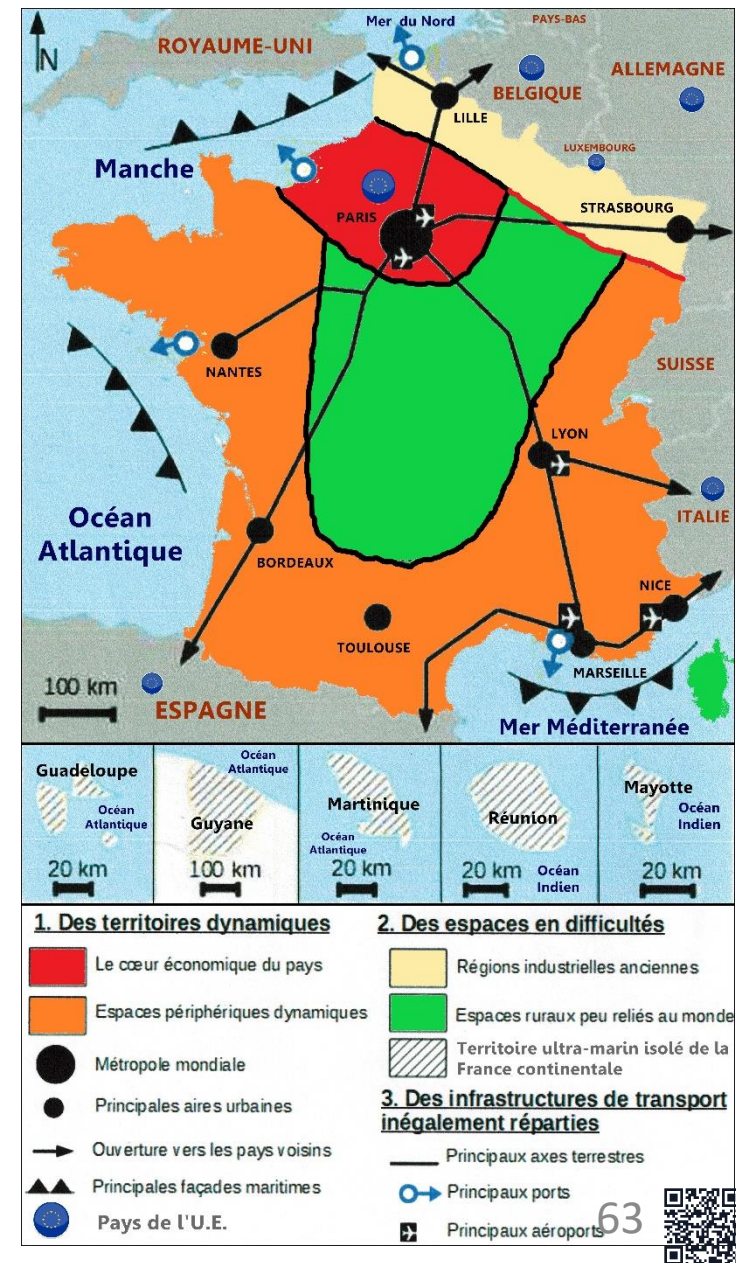 Mer du Nord
PAYS-BAS
N
ROYAUME-UNI
ALLEMAGNE
BELGIQUE
LILLE
LUXEMBOURG
Manche
STRASBOURG
PARIS
SUISSE
NANTES
LYON
Océan
Atlantique
ITALIE
BORDEAUX
NICE
TOULOUSE
MARSEILLE
100 km
ESPAGNE
Mer Méditerranée
Guadeloupe
Océan
Atlantique
20 km
Océan
Atlantique
Guyane
100 km
Martinique
Océan
Atlantique
20 km
Réunion
20 km
Océan
Indien
Mayotte
Océan
Indien
20 km
1. Des territoires dynamiques
Le cœur économique du pays
Espaces périphériques dynamiques
Métropole mondiale
Principales aires urbaines
Ouverture vers les pays voisins
Principales façades maritimes
Pays de l'U.E.
2. Des espaces en difficultés
Régions industrielles anciennes
Espaces ruraux peu reliés au monde
Territoire ultra-marin isolé de la
France continentale
3. Des infrastructures de transport
inégalement réparties
Principaux axes terrestres
Principaux ports
Principaux aéroports
63